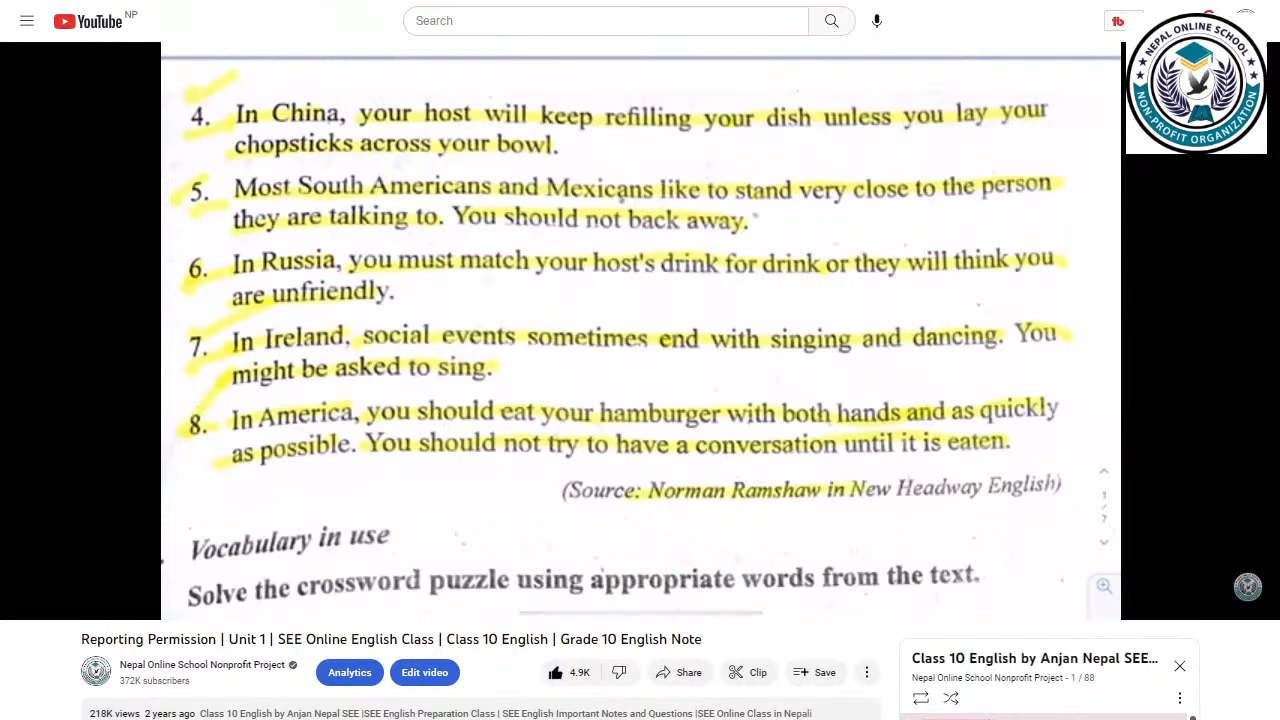 YouTube NP
Search
NEPAL ONLINE SCHOOL
NON-PROFIT ORGANIZATION
4. In China, your host will keep refilling your dish unless you lay your
chopsticks across your bowl.
5. Most South Americans and Mexicans like to stand very close to the person
they are talking to. You should not back away.
6. In Russia, you must match your host's drink for drink or they will think you
are unfriendly.
7. In Ireland, social events sometimes end with singing and dancing. You
might be asked to sing.
8. In America, you should eat your hamburger with both hands and as quickly
as possible. You should not try to have a conversation until it is eaten.
(Source: Norman Ramshaw in New Headway English)
1
/
7
Vocabulary in use
Solve the crossword puzzle using appropriate words from the text.
Reporting Permission | Unit 1 | SEE Online English Class | Class 10 English | Grade 10 English Note
Nepal Online School Nonprofit Project
372K subscribers
Analytics
Edit video
4.9K
Share
Clip
Save
Class 10 English by Anjan Nepal SEE...
Nepal Online School Nonprofit Project - 1 / 88
218K views 2 years ago Class 10 English by Anjan Nepal SEE |SEE English Preparation Class | SEE English Important Notes and Questions |SEE Online Class in Nepali